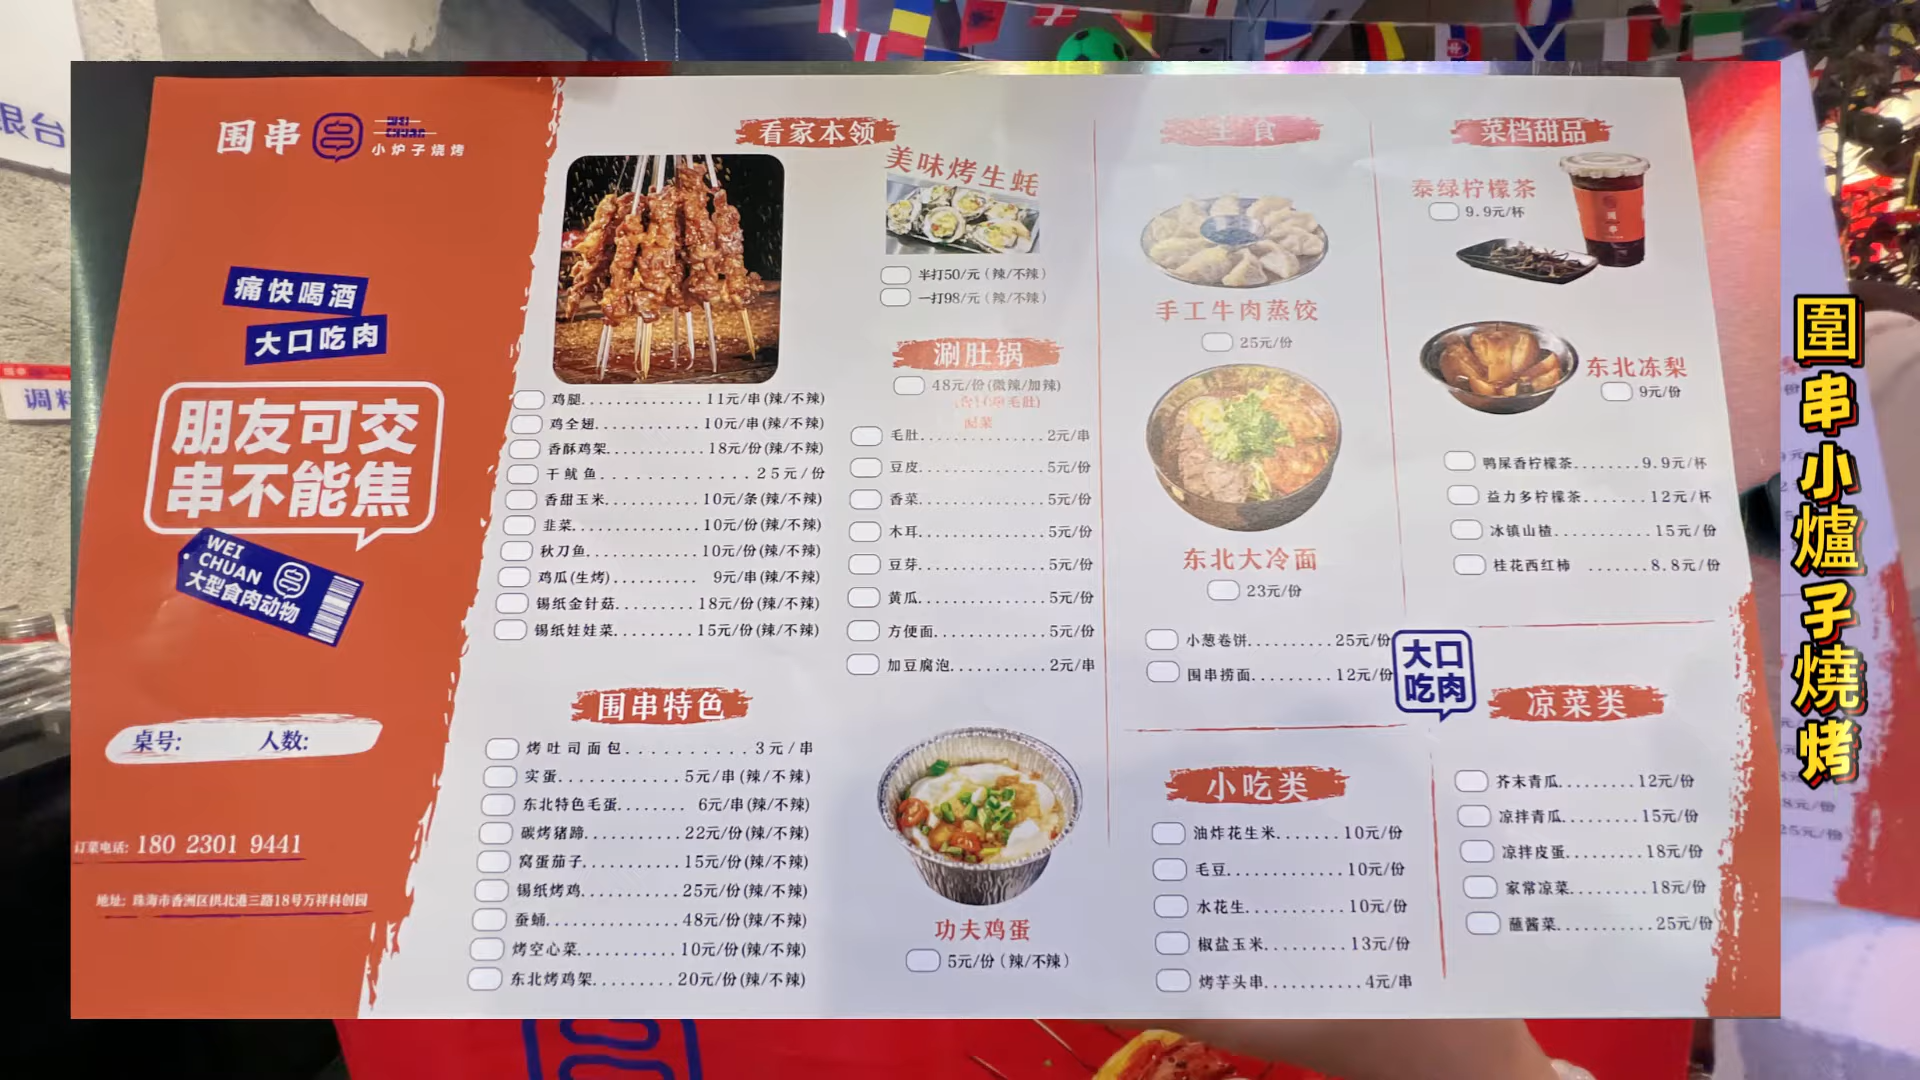 围串
WEI
CHUAN
小炉子烧烤
痛快喝酒
大口吃肉
朋友可交
串不能焦
WEI
CHUAN
大型食肉动物
桌号:
人数:
订菜电话: 180 2301 9441
地址: 珠海市香洲区拱北港三路18号万祥科创园
看家本领
鸡腿............11元/串(辣/不辣)
鸡全翅...........10元/串(辣/不辣)
香酥鸡架..........18元/份(辣/不辣)
干鱿鱼............25元/份
香甜玉米..........10元/条(辣/不辣)
韭菜............10元/份(辣/不辣)
秋刀鱼...........10元/份(辣/不辣)
鸡瓜(生烤)........ 9元/串(辣/不辣)
锡纸金针菇........18元/份(辣/不辣)
锡纸娃娃菜........15元/份(辣/不辣)
美味烤生蚝
半打50/元(辣/不辣)
一打98/元(辣/不辣)
涮肚锅
48元/份(微辣/加辣)
毛肚............2元/串
豆皮............5元/份
香菜............5元/份
木耳............5元/份
豆芽............5元/份
黄瓜............5元/份
方便面...........5元/份
加豆腐泡..........2元/串
围串特色
烤吐司面包..........3元/串
实蛋............5元/串(辣/不辣)
东北特色毛蛋....... 6元/串(辣/不辣)
碳烤猪蹄.........22元/份(辣/不辣)
窝蛋茄子.........15元/份(辣/不辣)
锡纸烤鸡.........25元/份(辣/不辣)
蚕蛹............48元/份(辣/不辣)
烤空心菜.........10元/份(辣/不辣)
东北烤鸡架........20元/份(辣/不辣)
功夫鸡蛋
5元/份(辣/不辣)
主食
手工牛肉蒸饺
25元/份
东北大冷面
23元/份
小葱卷饼.........25元/份
围串捞面.........12元/份
小吃类
油炸花生米.......10元/份
毛豆...........10元/份
水花生..........10元/份
椒盐玉米.........13元/份
烤芋头串..........4元/串
菜档甜品
泰绿柠檬茶
9.9元/杯
东北冻梨
9元/份
鸭屎香柠檬茶.......9.9元/杯
益力多柠檬茶.......12元/杯
冰镇山楂..........15元/份
桂花西红柿 .......8.8元/份
大口
吃肉
凉菜类
芥末青瓜........12元/份
凉拌青瓜........15元/份
凉拌皮蛋........18元/份
家常凉菜........18元/份
蘸酱菜..........25元/份
圍串小爐子燒烤